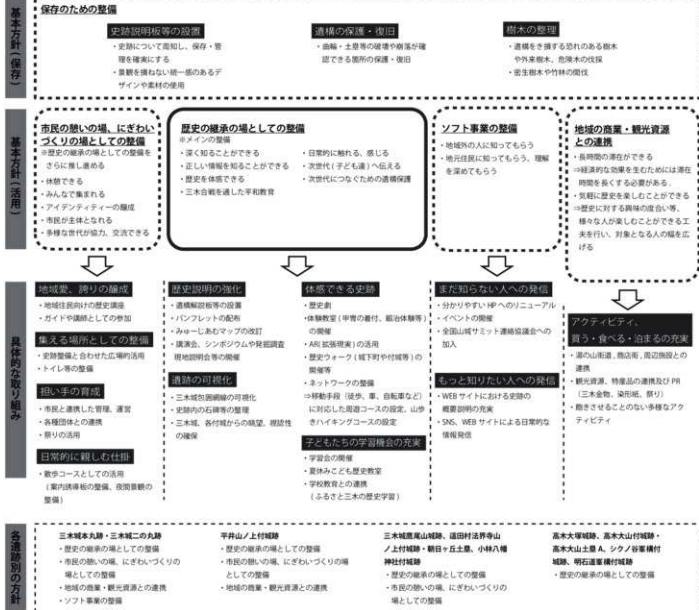 基本方針（保存）
保存のための整備
史跡説明板等の設置
・史跡について周知し、保存・管
理を確実にする
・景観を損ねない統一感のあるデ
ザインや素材の使用
遺構の保護・復旧
・曲輪・土塁等の破壊や崩落が確
認できる箇所の保護・復旧
樹木の整理
・遺構をき損する恐れのある樹木
や外来樹木、危険木の伐採
・密生樹木や竹林の間伐
基本方針（活用）
市民の憩いの場、にぎわい
づくりの場としての整備
※歴史の継承の場としての整備を
さらに推し進める
・休憩できる
・みんなで集まれる
・アイデンティティーの醸成
・市民が主体となれる
・多様な世代が協力、交流できる
歴史の継承の場としての整備
※メインの整備
・深く知ることができる
・正しい情報を知ることができる
・歴史を体感できる
・三木合戦を通した平和教育
・日常的に触れる、感じる
・次世代（子ども達）へ伝える
・次世代につなぐための遺構保護
ソフト事業の整備
・地域外の人に知ってもらう
・地元住民に知ってもらう、理解
を深めてもらう
地域の商業・観光資源
との連携
・長時間の滞在ができる
⇒経済的な効果を生むためには滞在
時間を長くする必要がある。
・気軽に歴史を楽しむことができる
⇒歴史に対する興味の度合い等、
様々な人が楽しむことができる工
夫を行い、対象となる人の幅を広
げる
具体的な取り組み
地域愛、誇りの醸成
・地域住民向けの歴史講座
・ガイドや講師としての参加
集える場所としての整備
・史跡整備と合わせた広場的活用
・トイレ等の整備
担い手の育成
・市民と連携した管理、運営
・各種団体との連携
・祭りの活用
日常的に親しむ仕掛
・散歩コースとしての活用
（案内誘導板の整備、夜間景観の
整備）
歴史説明の強化
・遺構解説板等の設置
・パンフレットの配布
・みゅーじあむマップの改訂
・講演会、シンポジウムや発掘調査
現地説明会等の開催
遺跡の可視化
・三木城包囲網線の可視化
・史跡内の石碑等の整理
・三木城、各付城からの眺望、視認性
の確保
体感できる史跡
・歴史劇
・体験教室（甲冑の着付、鍛冶体験等）
の開催
・AR（拡張現実）の活用
・歴史ウォーク（城下町や付城等）の
開催等
・ネットワークの整備
⇒移動手段（徒歩、車、自転車など）
に対応した周遊コースの設定、山歩
きハイキングコースの設定
子どもたちの学習機会の充実
・学習会の開催
・夏休みこども歴史教室
・学校教育との連携
（ふるさと三木の歴史学習）
まだ知らない人への発信
・分かりやすい HP へのリニューアル
・イベントの開催
・全国山城サミット連絡協議会への
加入
もっと知りたい人への発信
・WEB サイトにおける史跡の
概要説明の充実
・SNS、WEB サイトによる日常的な
情報発信
アクティビティ、
買う・食べる・泊まるの充実
・湯の山街道、商店街、周辺施設との
連携
・観光資源、特産品の連携及び PR
（三木金物、染形紙、祭り）
・飽きさせることのない多様なアク
ティビティ
各遺跡別の方針
三木城本丸跡・三木城二の丸跡
・歴史の継承の場としての整備
・市民の憩いの場、にぎわいづくりの
場としての整備
・地域の商業・観光資源との連携
・ソフト事業の整備
平井山ノ上付城跡
・歴史の継承の場としての整備
・市民の憩いの場、にぎわいづくりの場
としての整備
・地域の商業・観光資源との連携
三木城鷹尾山城跡、這田村法界寺山
ノ上付城跡・朝日ヶ丘土塁、小林八幡
神社付城跡
・歴史の継承の場としての整備
・市民の憩いの場、にぎわいづくりの
場としての整備
高木大塚城跡、高木大山付城跡・
高木大山土塁 A、シクノ谷峯構付
城跡、明石道峯構付城跡
・歴史の継承の場としての整備